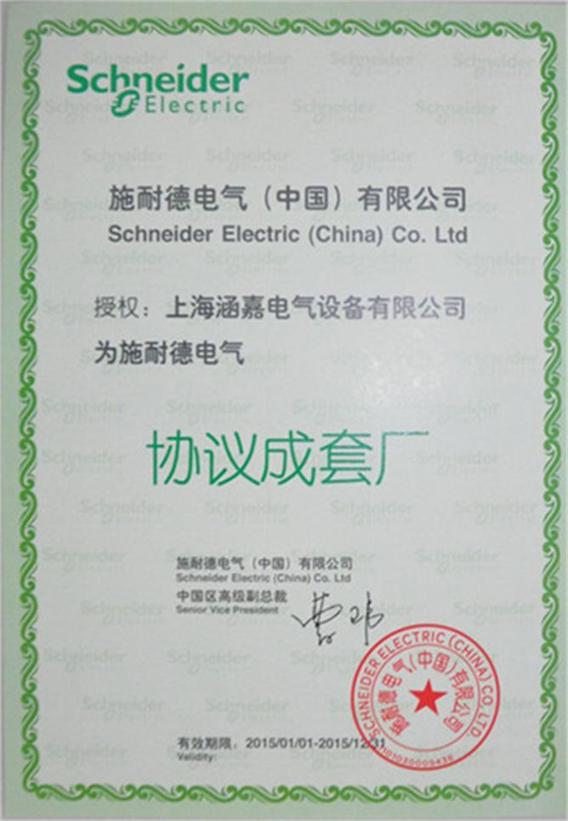 Schneider
Electric
施耐德电气（中国）有限公司
Schneider Electric (China) Co. Ltd
授权：上海涵嘉电气设备有限公司
为施耐德电气
协议成套厂
施耐德电气（中国）有限公司
Schneider Electric (China) Co. Ltd
中国区高级副总裁
Senior Vice President
SCHNEIDER ELECTRIC (CHINA) CO., LTD.
施耐德电气(中国)有限公司
有效期限：2015/01/01-2015/12/31
Validity: